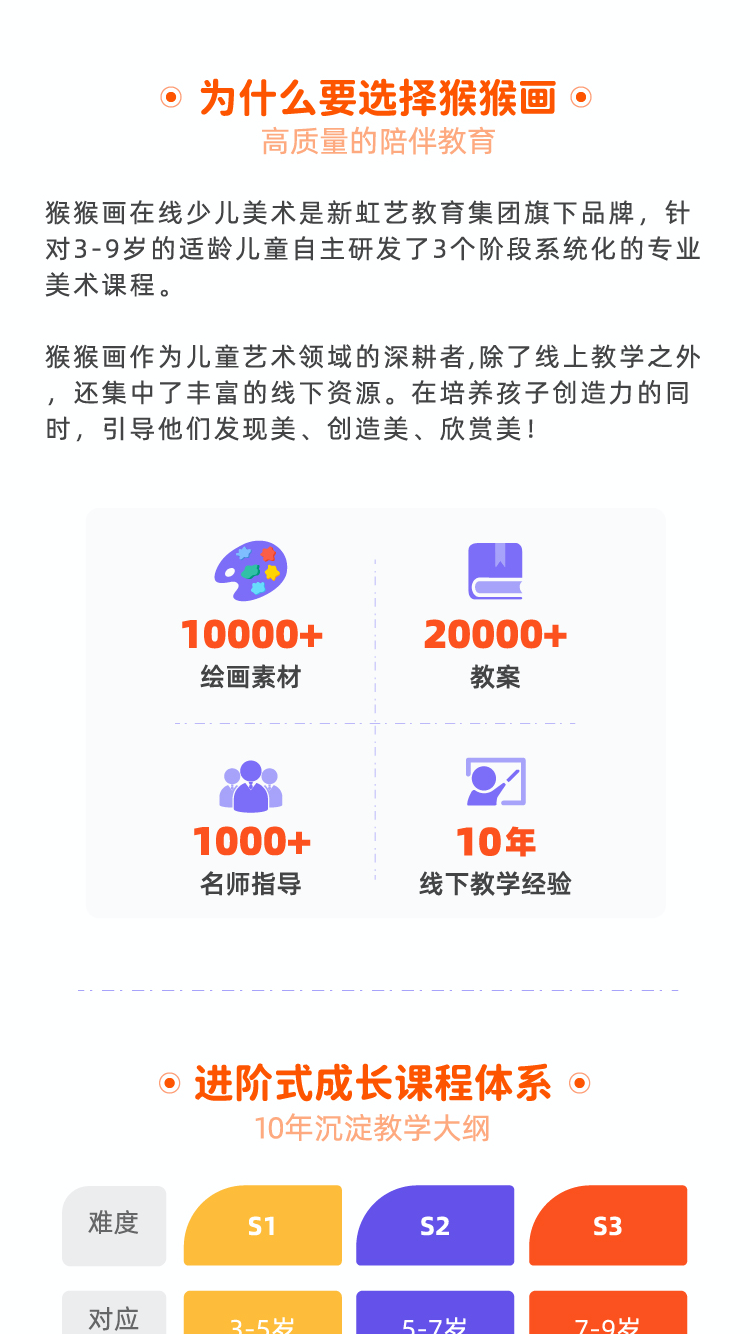 为什么要选择猴猴画
高质量的陪伴教育
猴猴画在线少儿美术是新虹艺教育集团旗下品牌，针
对3-9岁的适龄儿童自主研发了3个阶段系统化的专业
美术课程。
猴猴画作为儿童艺术领域的深耕者,除了线上教学之外
，还集中了丰富的线下资源。在培养孩子创造力的同
时，引导他们发现美、创造美、欣赏美！
10000+
绘画素材
20000+
教案
1000+
名师指导
10年
线下教学经验
进阶式成长课程体系
10年沉淀教学大纲
难度 S1 S2 S3
对应 3-5岁 5-7岁 7-9岁